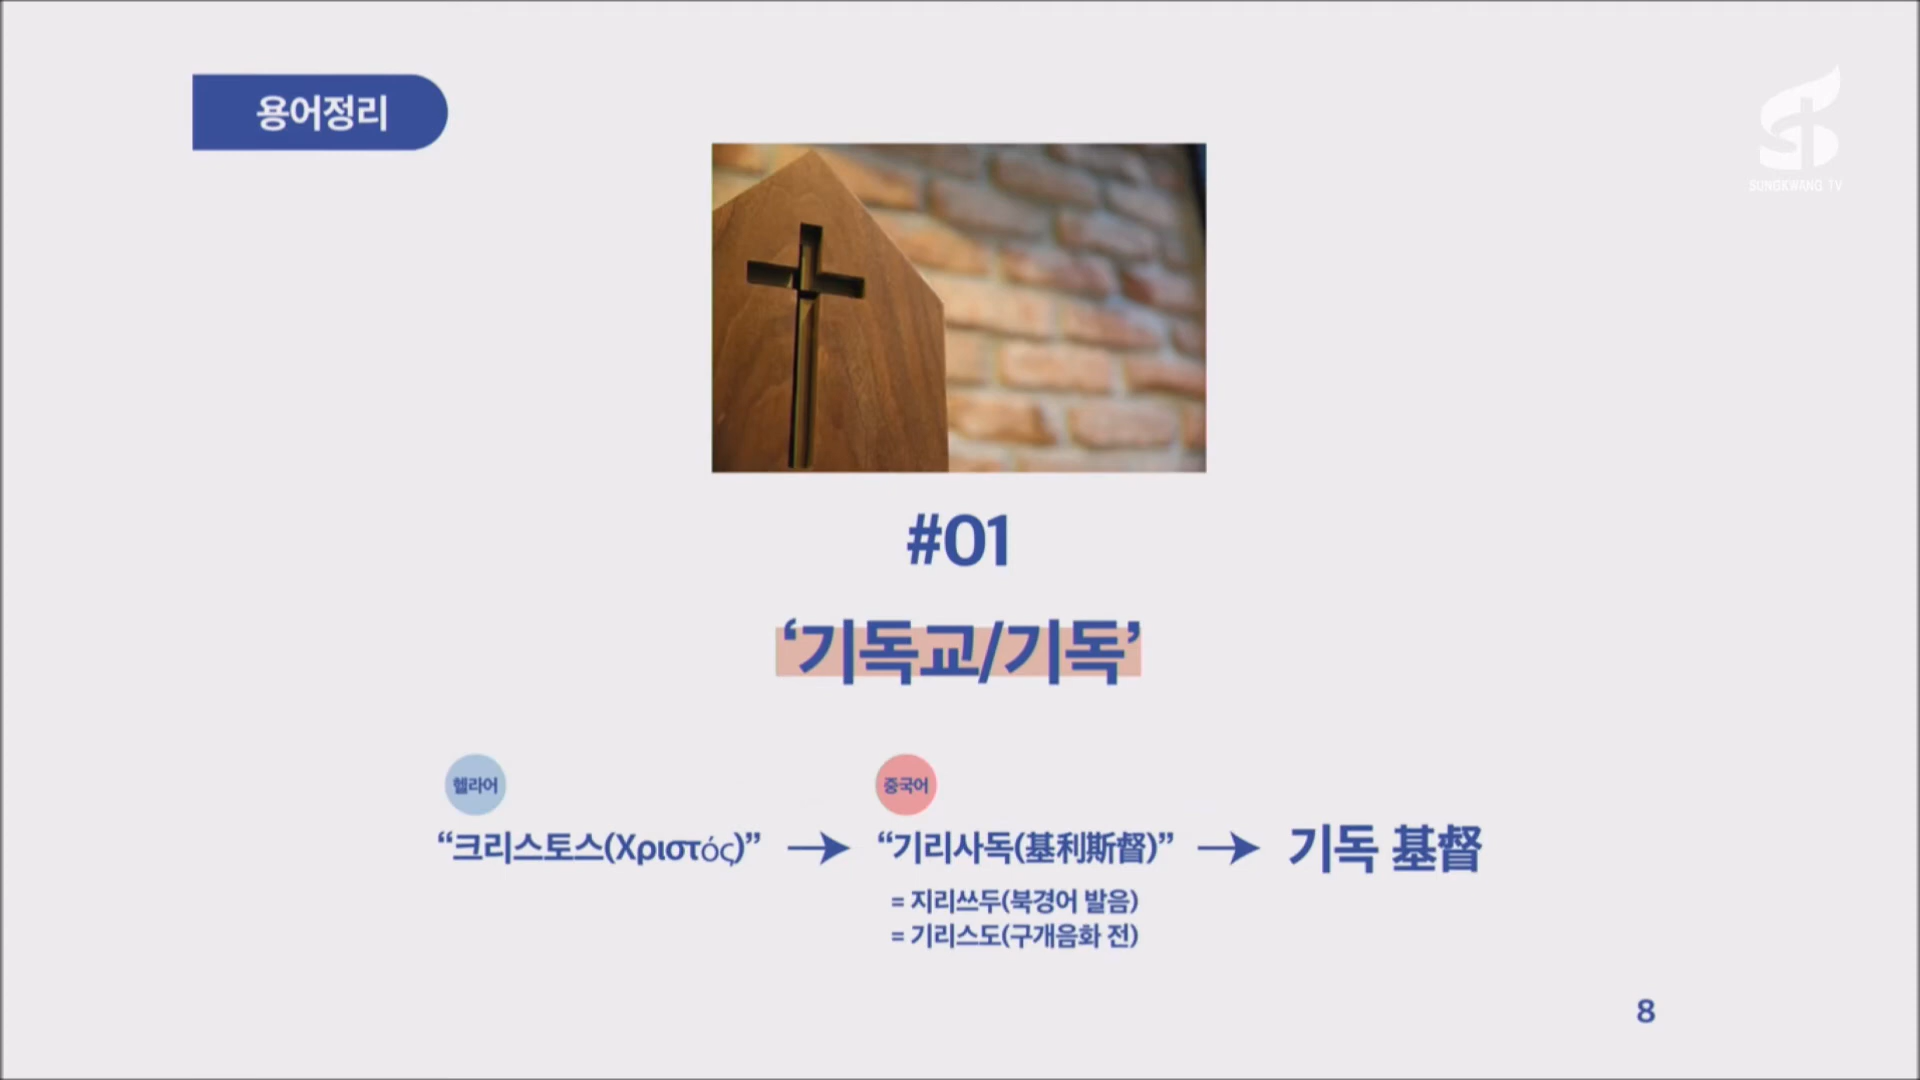 용어정리
SUNGKWANG TV
#01
‘기독교/기독’
헬라어
중국어
“크리스토스(Χριστός)” → “기리사독(基利斯督)” → 기독 基督
= 지리쓰두(북경어 발음)
= 기리스도(구개음화 전)
8